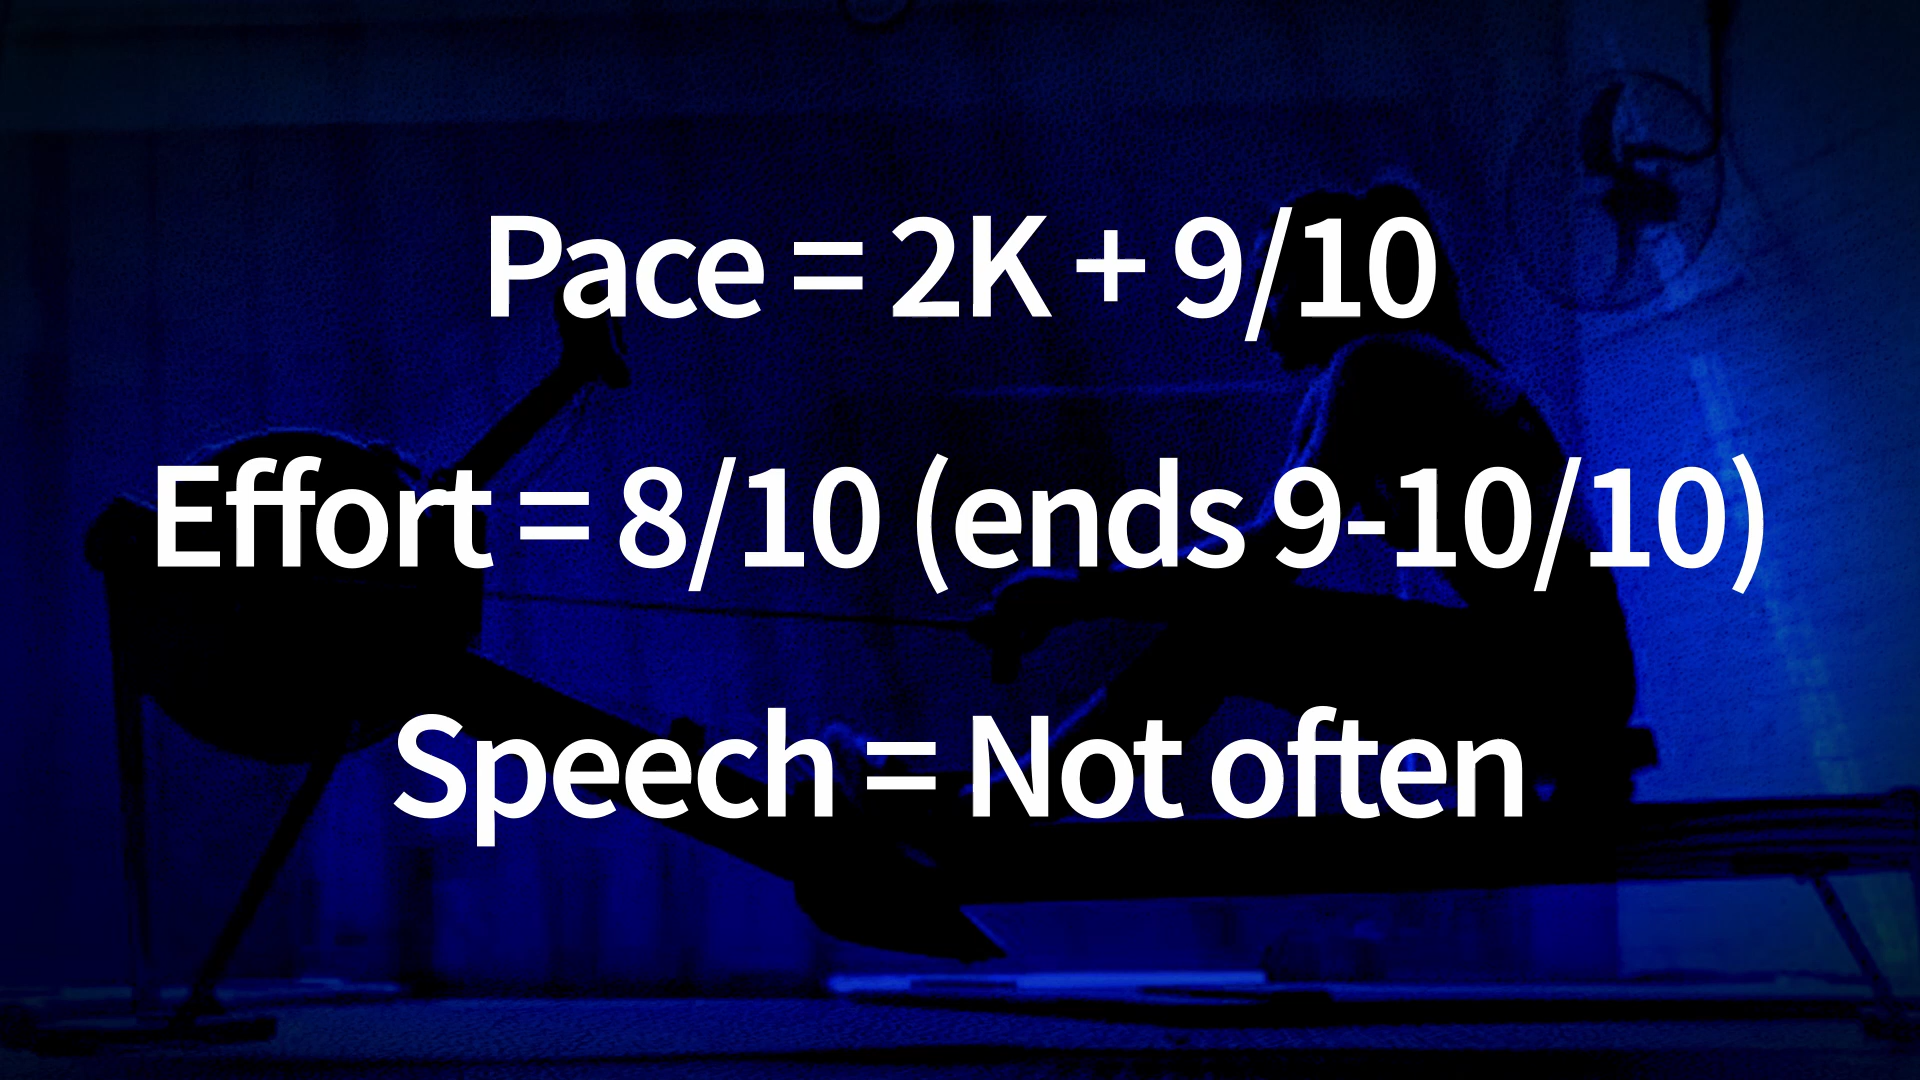 Pace = 2K + 9/10
Effort = 8/10 (ends 9-10/10)
Speech = Not often